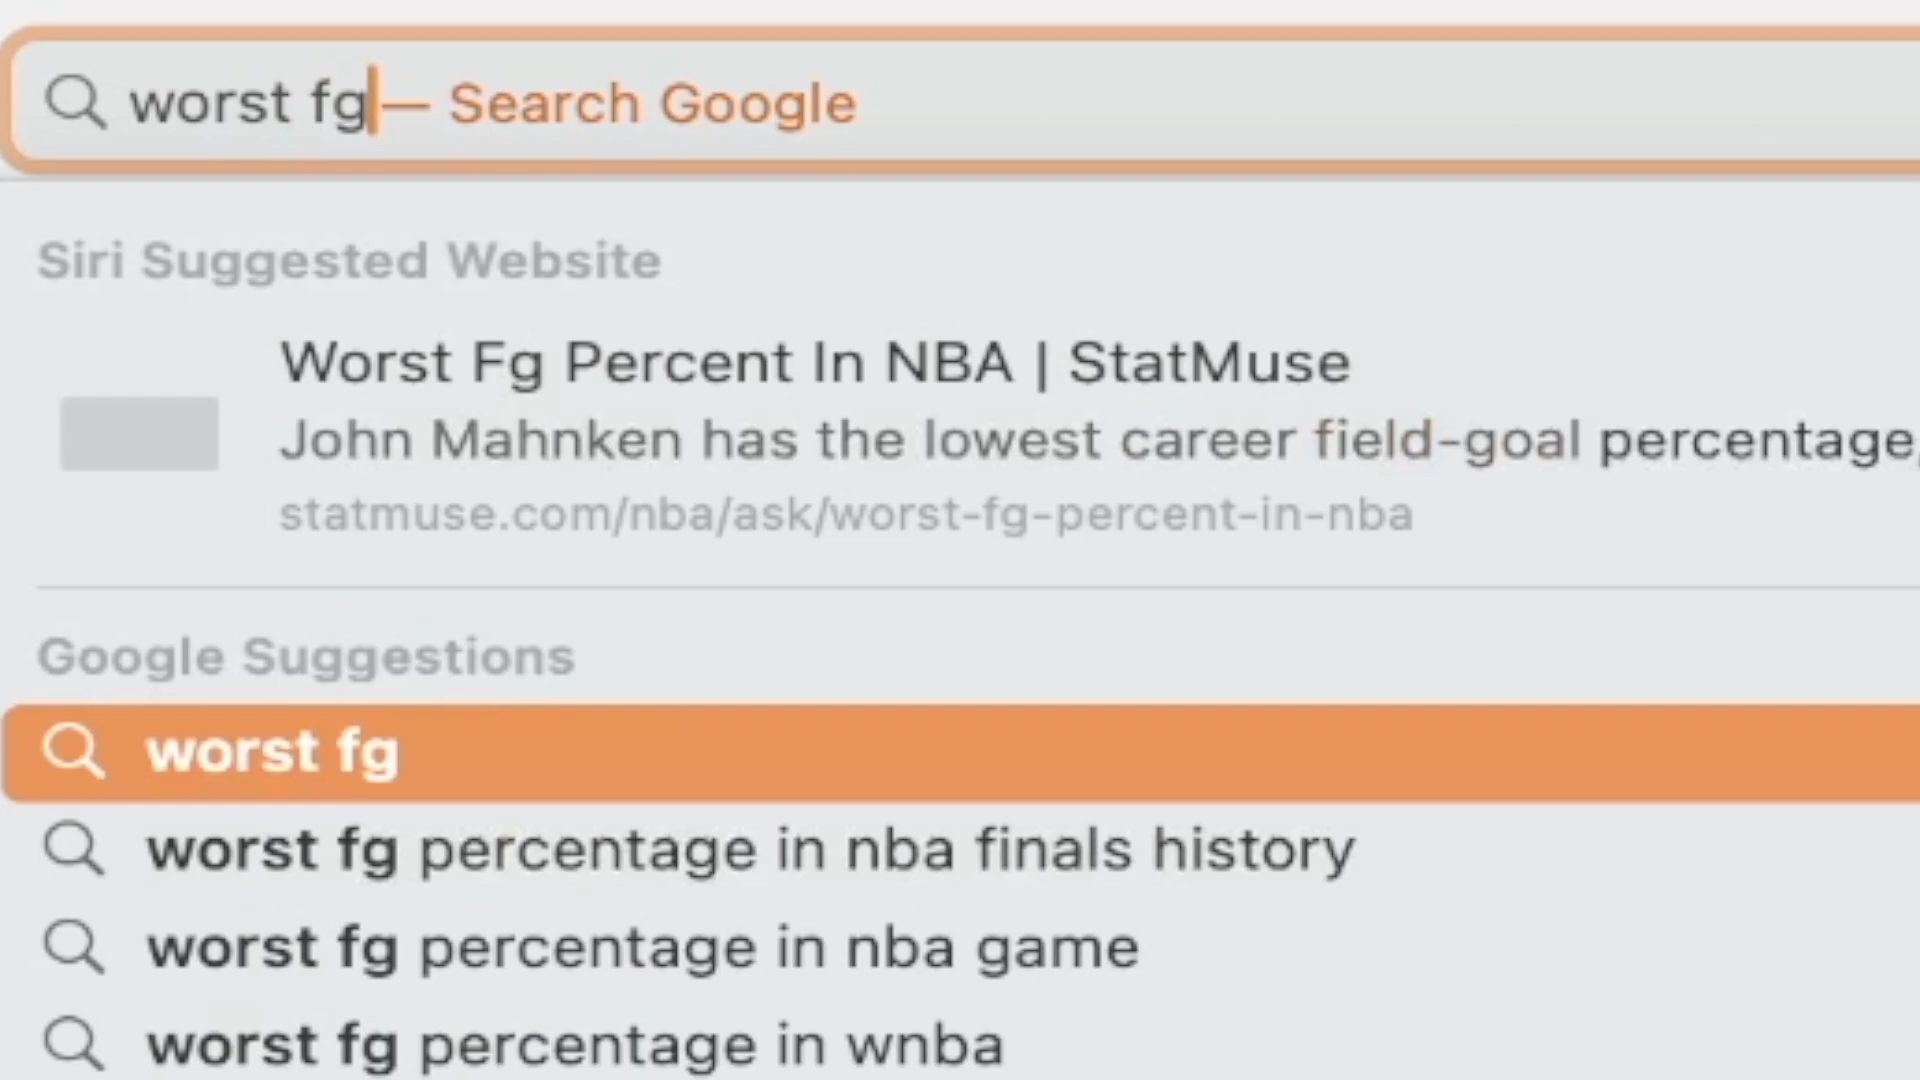 worst fg — Search Google
Siri Suggested Website
Worst Fg Percent In NBA | StatMuse
John Mahnken has the lowest career field-goal percentage,
statmuse.com/nba/ask/worst-fg-percent-in-nba
Google Suggestions
worst fg
worst fg percentage in nba finals history
worst fg percentage in nba game
worst fg percentage in wnba